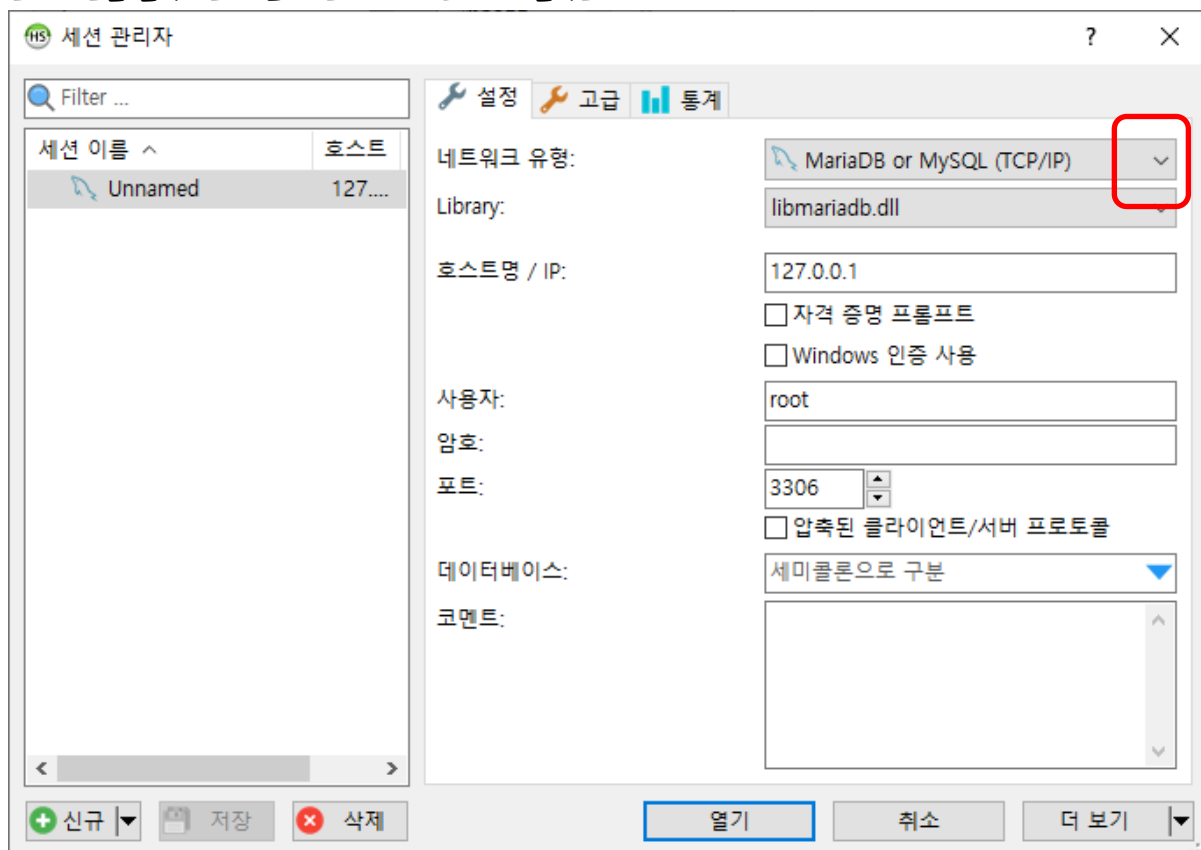 HS 세션 관리자 ?
Filter ...
설정 고급 통계
세션 이름 호스트
Unnamed 127....
네트워크 유형: MariaDB or MySQL (TCP/IP)
Library: libmariadb.dll
호스트명 / IP: 127.0.0.1
자격 증명 프롬프트
Windows 인증 사용
사용자: root
암호:
포트: 3306
압축된 클라이언트/서버 프로토콜
데이터베이스: 세미콜론으로 구분
코멘트:
신규 저장 삭제 열기 취소 더 보기